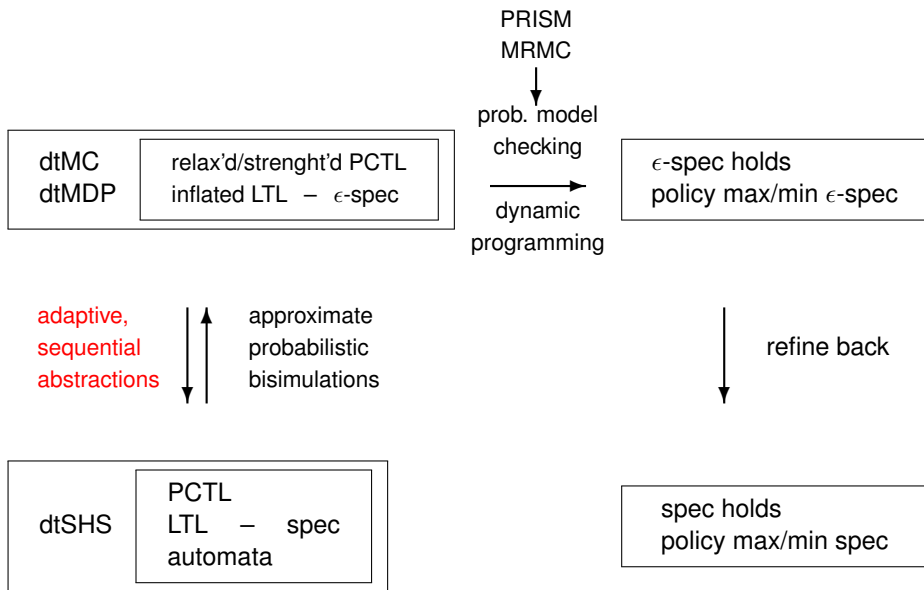 PRISM
MRMC
prob. model
checking
dtMC
dtMDP
relax'd/strenght'd PCTL
inflated LTL – ϵ-spec
dynamic
programming
ϵ-spec holds
policy max/min ϵ-spec
adaptive,
sequential
abstractions
approximate
probabilistic
bisimulations
refine back
dtSHS
PCTL
LTL – spec
automata
spec holds
policy max/min spec